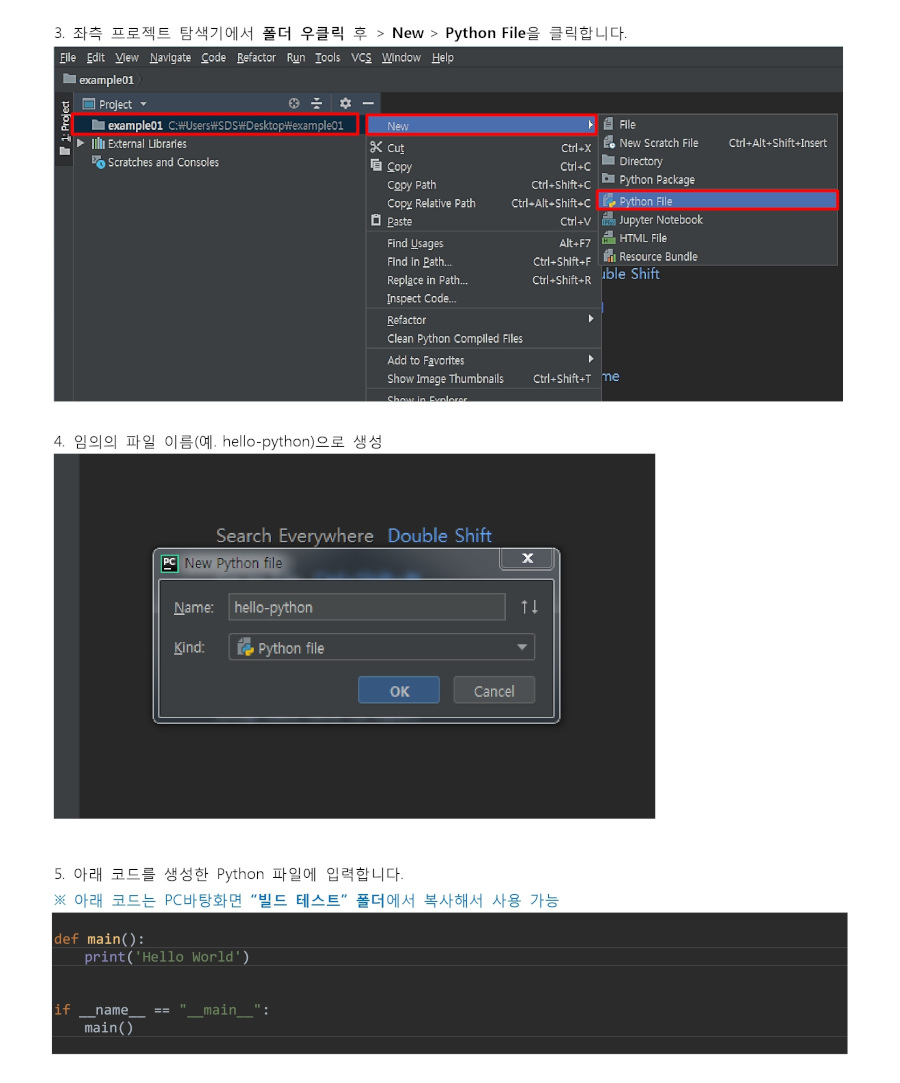 3. 좌측 프로젝트 탐색기에서 폴더 우클릭 후 > New > Python File을 클릭합니다.
File Edit View Navigate Code Refactor Run Tools VCS Window Help
example01
Project
1: Project
example01 C:₩Users₩SDS₩Desktop₩example01
External Libraries
Scratches and Consoles
New
Cut Ctrl+X
Copy Ctrl+C
Copy Path Ctrl+Shift+C
Copy Relative Path Ctrl+Alt+Shift+C
Paste Ctrl+V
Find Usages Alt+F7
Find in Path... Ctrl+Shift+F
Replace in Path... Ctrl+Shift+R
Inspect Code...
Refactor
Clean Python Compiled Files
Add to Favorites
Show Image Thumbnails Ctrl+Shift+T
Show in Explorer
File
New Scratch File Ctrl+Alt+Shift+Insert
Directory
Python Package
Python File
Jupyter Notebook
HTML File
Resource Bundle
uble Shift
me
4. 임의의 파일 이름(예. hello-python)으로 생성
Search Everywhere Double Shift
PC New Python file
Name: hello-python
Kind: Python file
OK Cancel
5. 아래 코드를 생성한 Python 파일에 입력합니다.
※ 아래 코드는 PC바탕화면 “빌드 테스트” 폴더에서 복사해서 사용 가능
def main():
print('Hello World')
if __name__ == "__main__":
main()